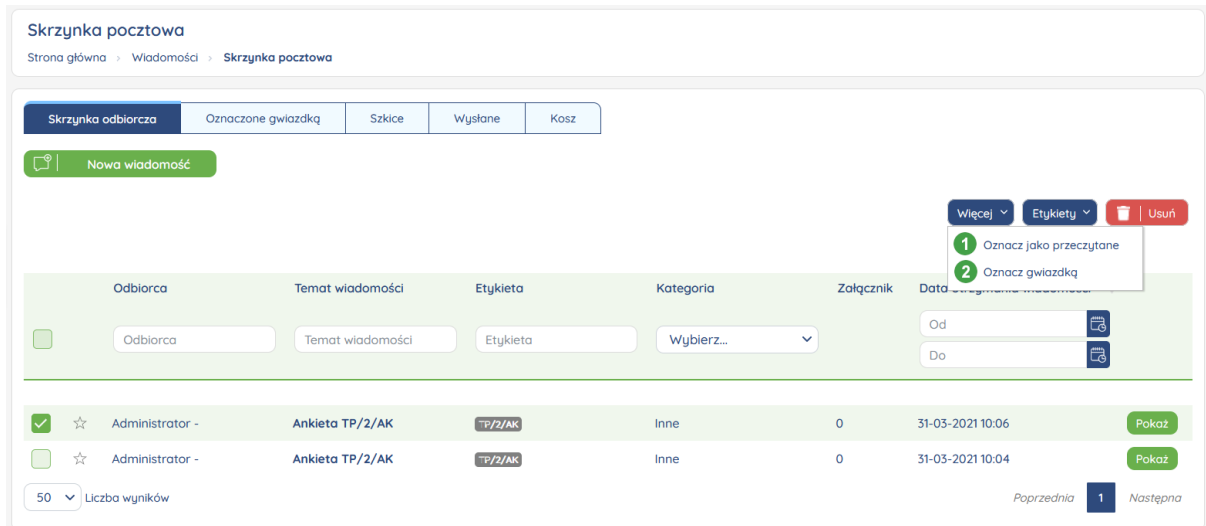 Skrzynka pocztowa
Strona główna › Wiadomości › Skrzynka pocztowa
Skrzynka odbiorcza Oznaczone gwiazdką Szkice Wysłane Kosz
Nowa wiadomość
Więcej Etykiety Usuń
1 Oznacz jako przeczytane
2 Oznacz gwiazdką
Odbiorca Temat wiadomości Etykieta Kategoria Załącznik Data otrzymania wiadomości
Od
Odbiorca Temat wiadomości Etykieta Wybierz...
Do
Administrator - Ankieta TP/2/AK TP/2/AK Inne 0 31-03-2021 10:06 Pokaż
Administrator - Ankieta TP/2/AK TP/2/AK Inne 0 31-03-2021 10:04 Pokaż
50 Liczba wyników Poprzednia 1 Następna